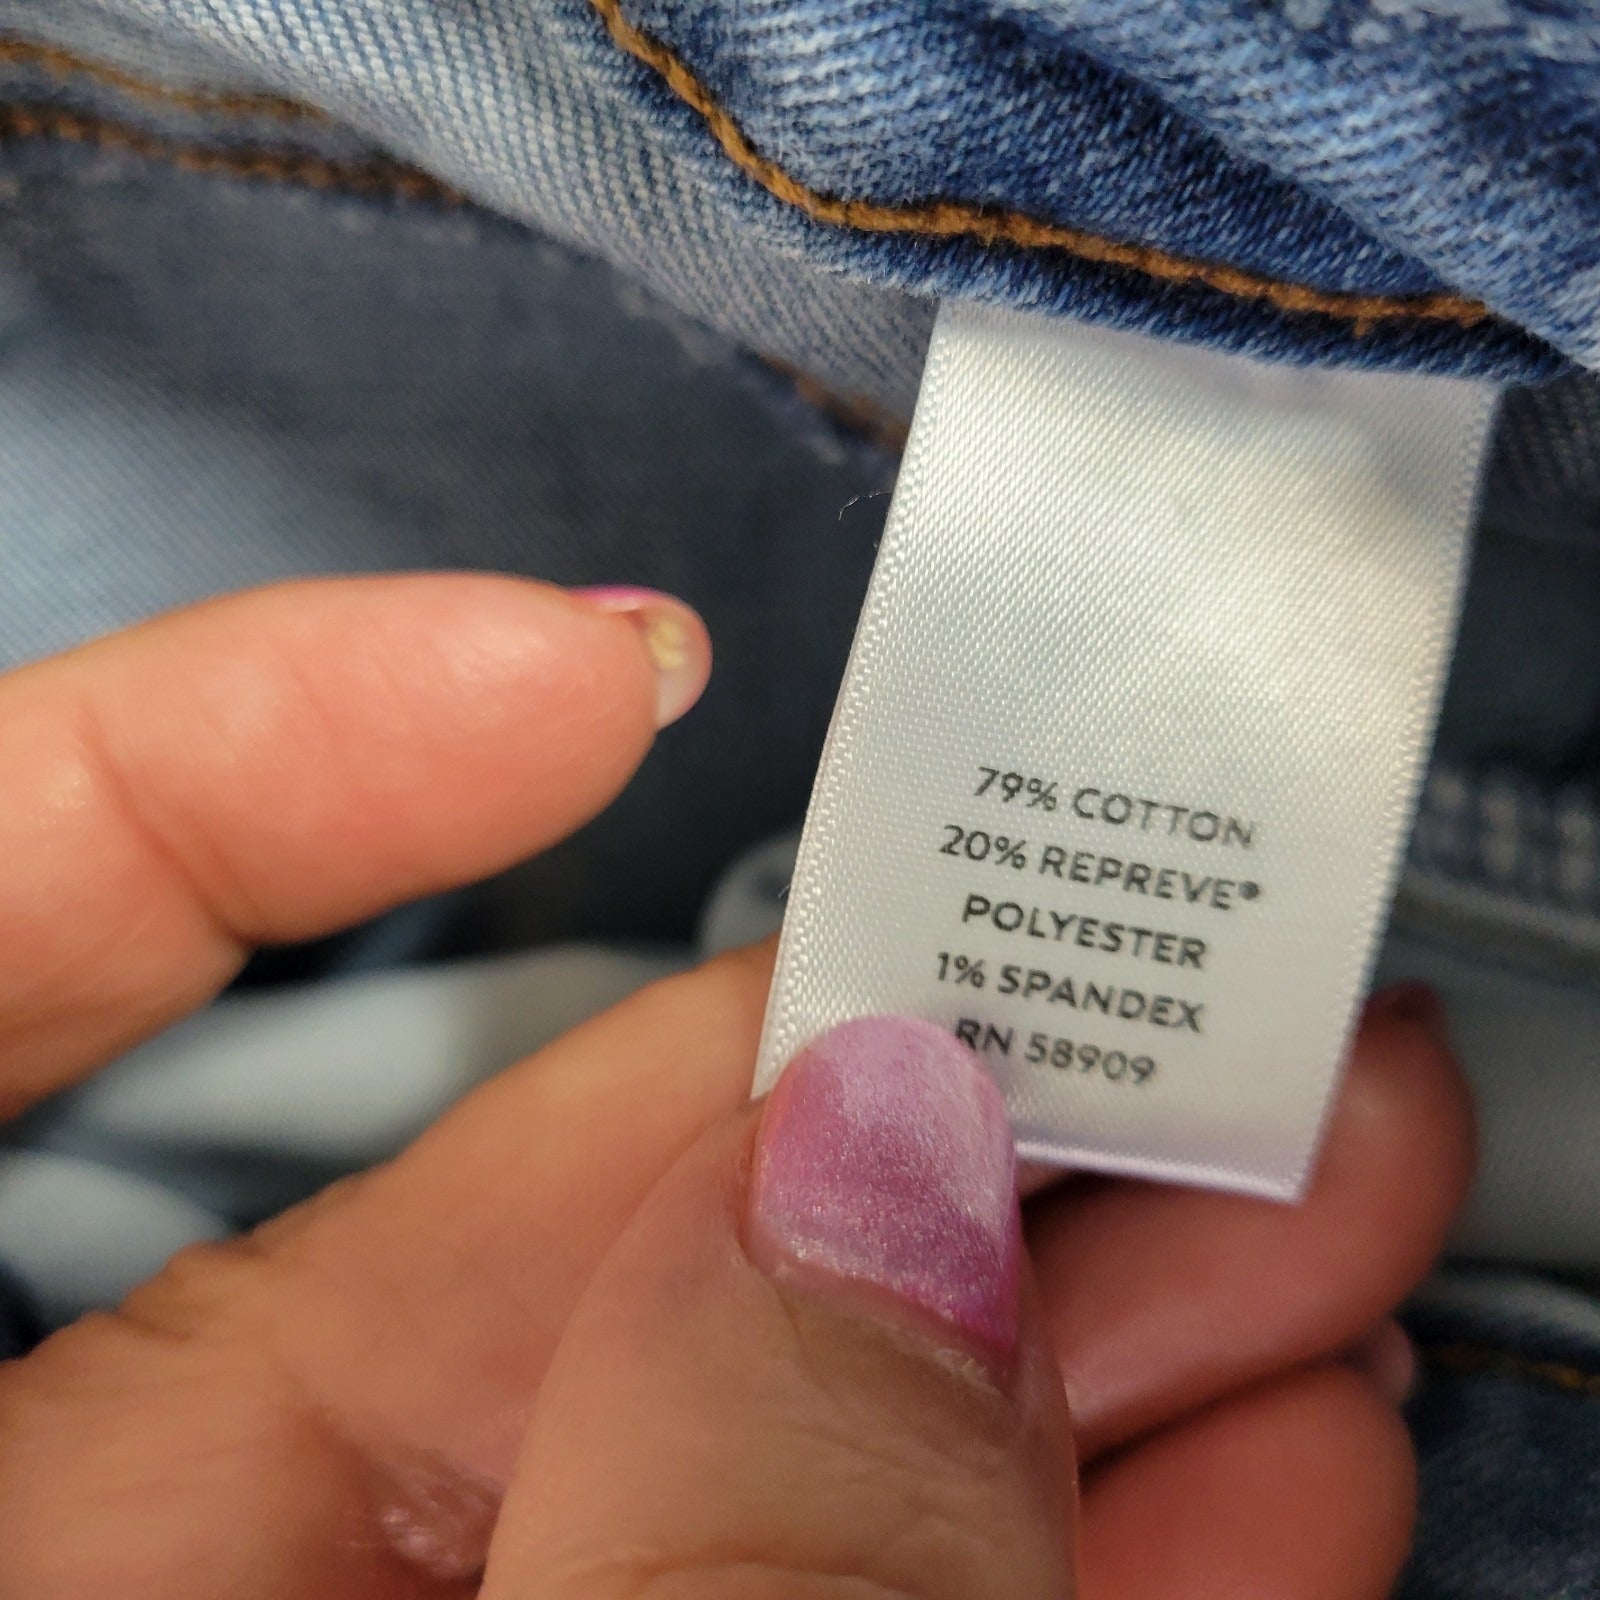 79% COTTON
20% REPREVE®
POLYESTER
1% SPANDEX
RN 58909